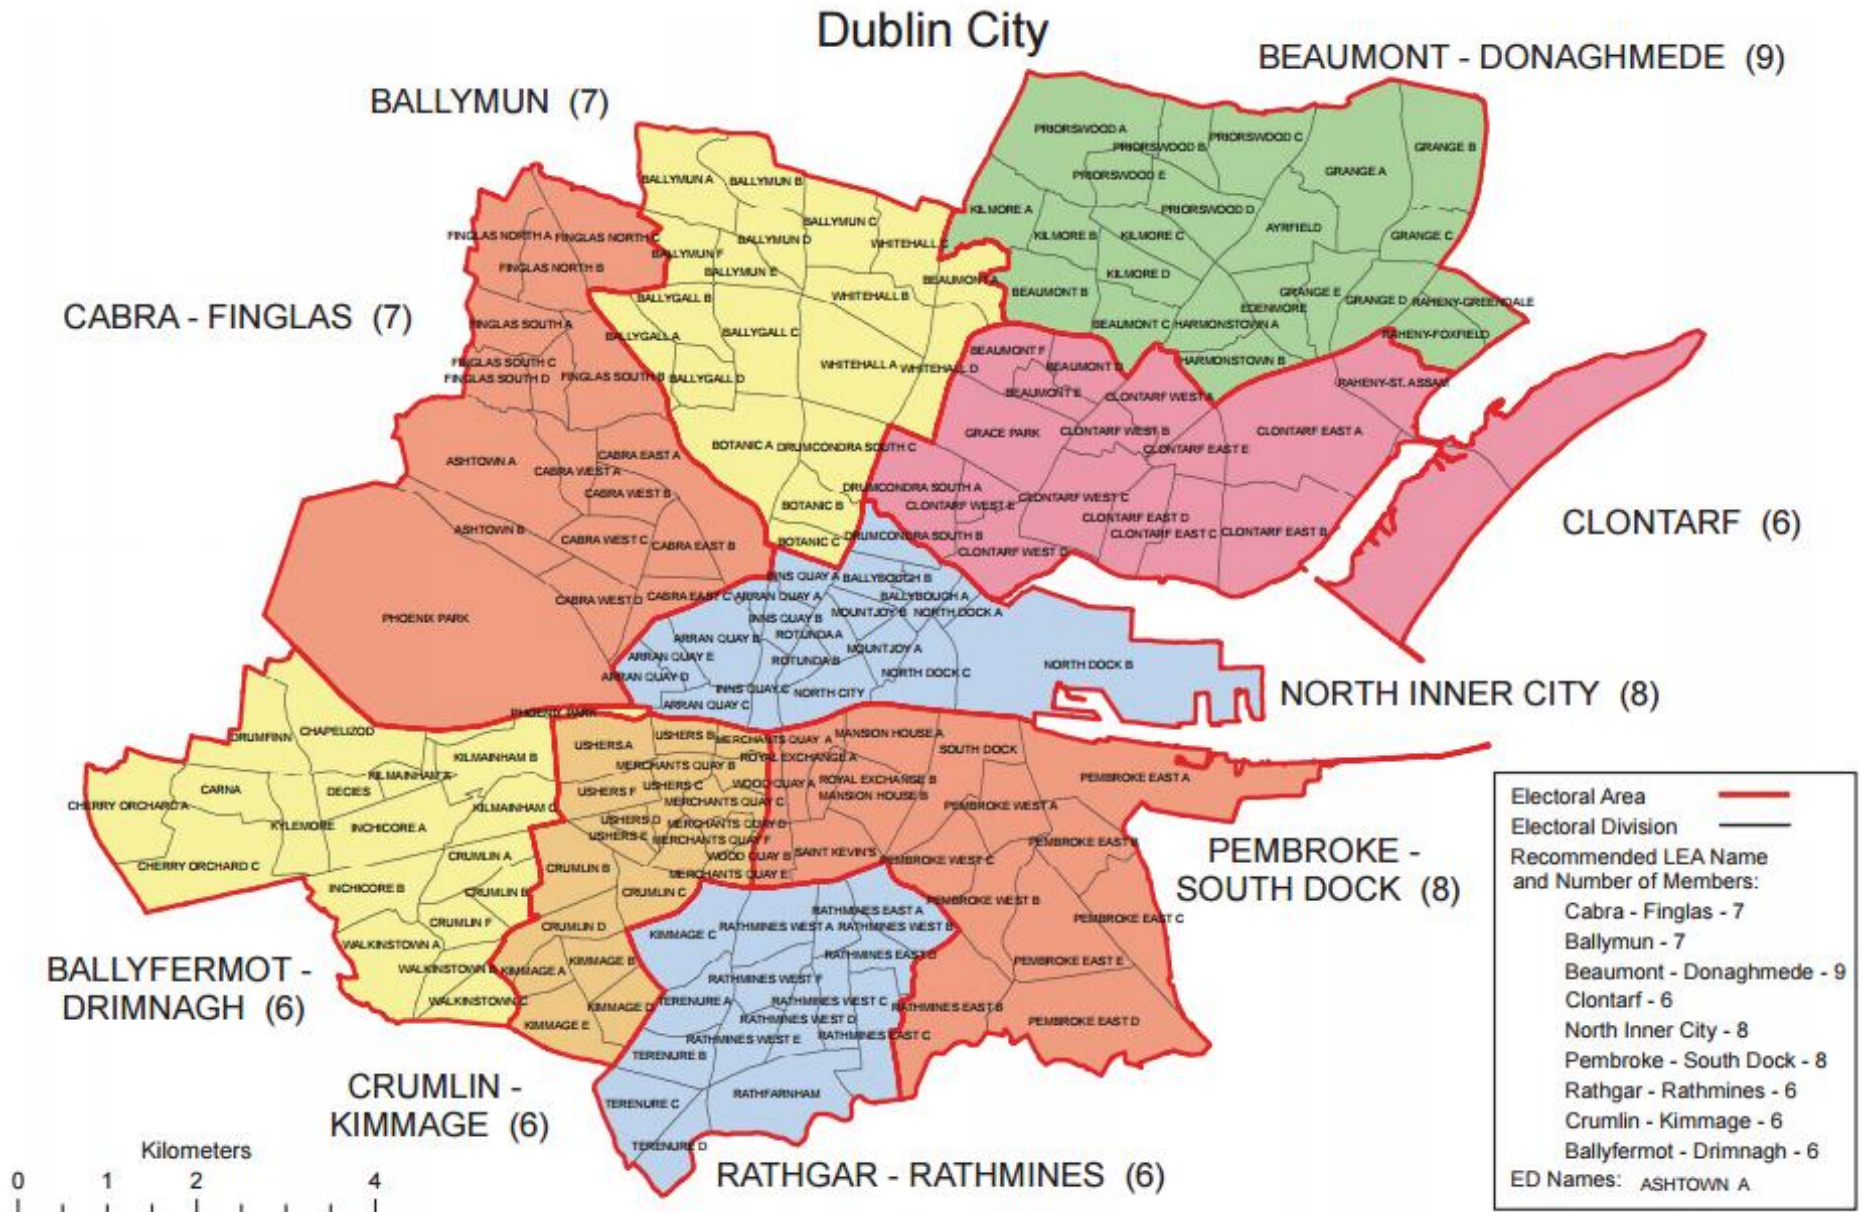 Dublin City
BEAUMONT - DONAGHMEDE (9)
BALLYMUN (7)
CABRA - FINGLAS (7)
CLONTARF (6)
NORTH INNER CITY (8)
PEMBROKE -
SOUTH DOCK (8)
BALLYFERMOT -
DRIMNAGH (6)
CRUMLIN -
KIMMAGE (6)
RATHGAR - RATHMINES (6)
PRIORSWOOD A
PRIORSWOOD B
PRIORSWOOD C
GRANGE B
GRANGE A
PRIORSWOOD E
KILMORE A
PRIORSWOOD D
KILMORE B
KILMORE C
AYRFIELD
GRANGE C
KILMORE D
BEAUMONT B
GRANGE E
EDENMORE
GRANGE D
RAHENY-GREENDALE
BEAUMONT C
HARMONSTOWN A
RAHENY-FOXFIELD
HARMONSTOWN B
BALLYMUN A
BALLYMUN B
BALLYMUN C
BALLYMUN D
WHITEHALL C
BALLYMUN F
BALLYMUN E
BEAUMONT A
BALLYGALL B
WHITEHALL B
BALLYGALL A
BALLYGALL C
WHITEHALL A
WHITEHALL D
BALLYGALL D
BOTANIC A
DRUMCONDRA SOUTH C
BOTANIC B
BOTANIC C
FINGLAS NORTH A
FINGLAS NORTH C
FINGLAS NORTH B
FINGLAS SOUTH A
FINGLAS SOUTH C
FINGLAS SOUTH D
FINGLAS SOUTH B
ASHTOWN A
CABRA EAST A
CABRA WEST A
CABRA WEST B
ASHTOWN B
CABRA WEST C
CABRA EAST B
CABRA WEST D
CABRA EAST C
PHOENIX PARK
BEAUMONT F
BEAUMONT D
BEAUMONT E
RAHENY-ST. ASSAM
CLONTARF WEST A
GRACE PARK
CLONTARF WEST B
CLONTARF EAST A
CLONTARF EAST E
DRUMCONDRA SOUTH A
CLONTARF WEST E
CLONTARF WEST C
CLONTARF EAST D
CLONTARF EAST C
CLONTARF EAST B
DRUMCONDRA SOUTH B
CLONTARF WEST D
INNS QUAY A
BALLYBOUGH B
ARRAN QUAY A
BALLYBOUGH A
INNS QUAY B
MOUNTJOY B
NORTH DOCK A
ARRAN QUAY B
ROTUNDA A
MOUNTJOY A
ARRAN QUAY E
ROTUNDA B
NORTH DOCK B
ARRAN QUAY D
NORTH DOCK C
INNS QUAY C
NORTH CITY
ARRAN QUAY C
PHOENIX PARK
DRUMFINN
CHAPELIZOD
KILMAINHAM B
KILMAINHAM A
CARNA
DECIES
CHERRY ORCHARD A
KILMAINHAM C
KYLEMORE
INCHICORE A
CHERRY ORCHARD C
CRUMLIN A
INCHICORE B
CRUMLIN E
CRUMLIN F
WALKINSTOWN A
WALKINSTOWN B
WALKINSTOWN C
USHERS A
USHERS B
MERCHANTS QUAY A
MERCHANTS QUAY B
USHERS F
USHERS C
MERCHANTS QUAY C
USHERS D
MERCHANTS QUAY D
USHERS E
MERCHANTS QUAY F
WOOD QUAY B
CRUMLIN B
MERCHANTS QUAY E
CRUMLIN C
CRUMLIN D
KIMMAGE B
KIMMAGE A
KIMMAGE D
KIMMAGE E
MANSION HOUSE A
ROYAL EXCHANGE A
SOUTH DOCK
WOOD QUAY A
ROYAL EXCHANGE B
MANSION HOUSE B
PEMBROKE EAST A
PEMBROKE WEST A
SAINT KEVIN'S
PEMBROKE WEST C
PEMBROKE EAST B
PEMBROKE WEST B
PEMBROKE EAST C
PEMBROKE EAST E
RATHMINES EAST B
PEMBROKE EAST D
RATHMINES EAST A
KIMMAGE C
RATHMINES WEST A
RATHMINES WEST B
RATHMINES EAST D
RATHMINES WEST F
TERENURE A
RATHMINES WEST C
RATHMINES WEST D
RATHMINES WEST E
RATHMINES EAST C
TERENURE B
RATHFARNHAM
TERENURE C
TERENURE D
Kilometers
0 1 2 4
Electoral Area
Electoral Division
Recommended LEA Name
and Number of Members:
Cabra - Finglas - 7
Ballymun - 7
Beaumont - Donaghmede - 9
Clontarf - 6
North Inner City - 8
Pembroke - South Dock - 8
Rathgar - Rathmines - 6
Crumlin - Kimmage - 6
Ballyfermot - Drimnagh - 6
ED Names: ASHTOWN A